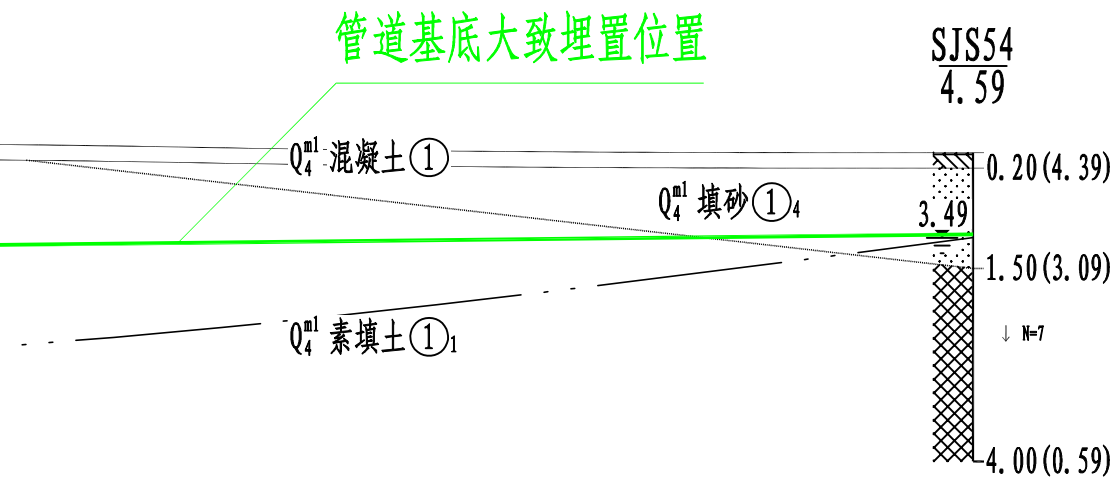 管道基底大致埋置位置
SJS54
4.59
Q4ml 混凝土①
0.20(4.39)
Q4ml 填砂①4
3.49
1.50(3.09)
Q4ml 素填土①1
↓ N=7
4.00(0.59)